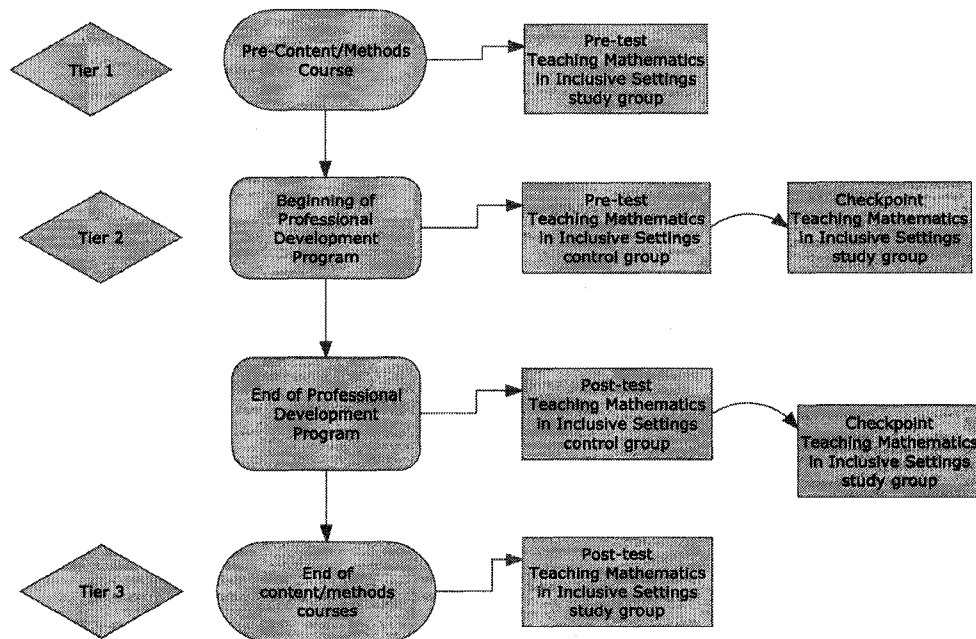 Tier 1
Pre-Content/Methods
Course
Pre-test
Teaching Mathematics
in Inclusive Settings
study group
Tier 2
Beginning of
Professional
Development
Program
Pre-test
Teaching Mathematics
in Inclusive Settings
control group
Checkpoint
Teaching Mathematics
in Inclusive Settings
study group
End of Professional
Development
Program
Post-test
Teaching Mathematics
in Inclusive Settings
control group
Checkpoint
Teaching Mathematics
in Inclusive Settings
study group
Tier 3
End of
content/methods
courses
Post-test
Teaching Mathematics
in Inclusive Settings
study group